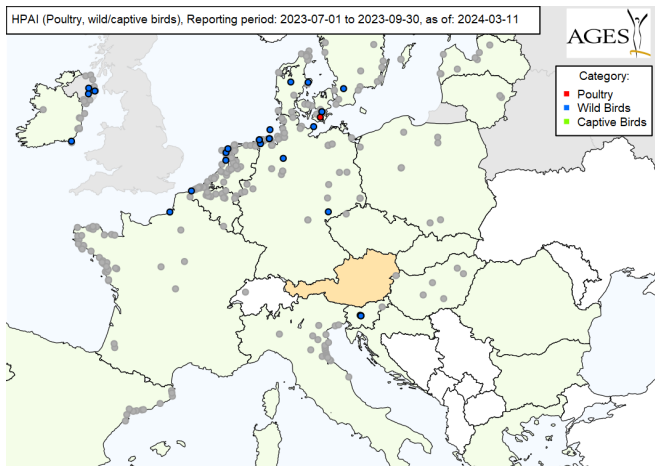 HPAI (Poultry, wild/captive birds), Reporting period: 2023-07-01 to 2023-09-30, as of: 2024-03-11
AGES
Category:
Poultry
Wild Birds
Captive Birds